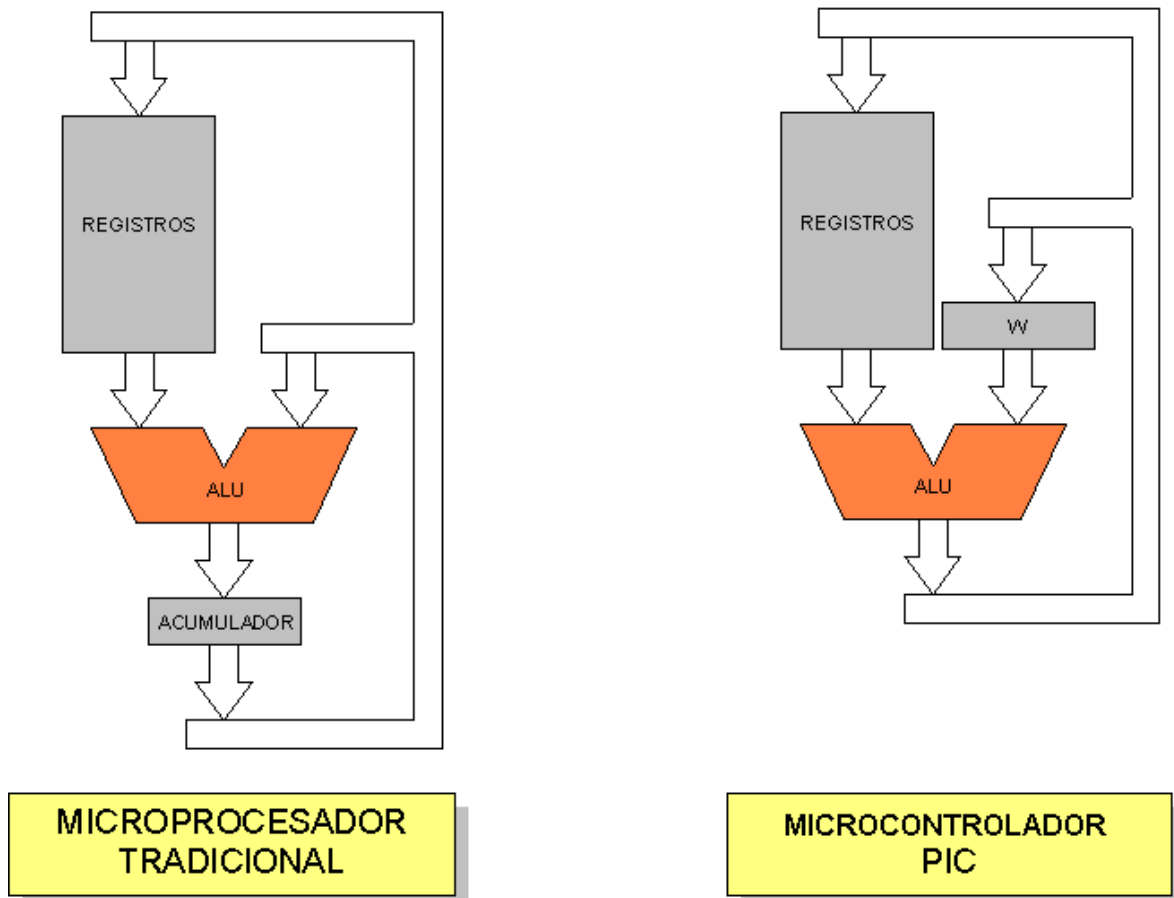 REGISTROS
ALU
ACUMULADOR
MICROPROCESADOR
TRADICIONAL
REGISTROS
W
ALU
MICROCONTROLADOR
PIC